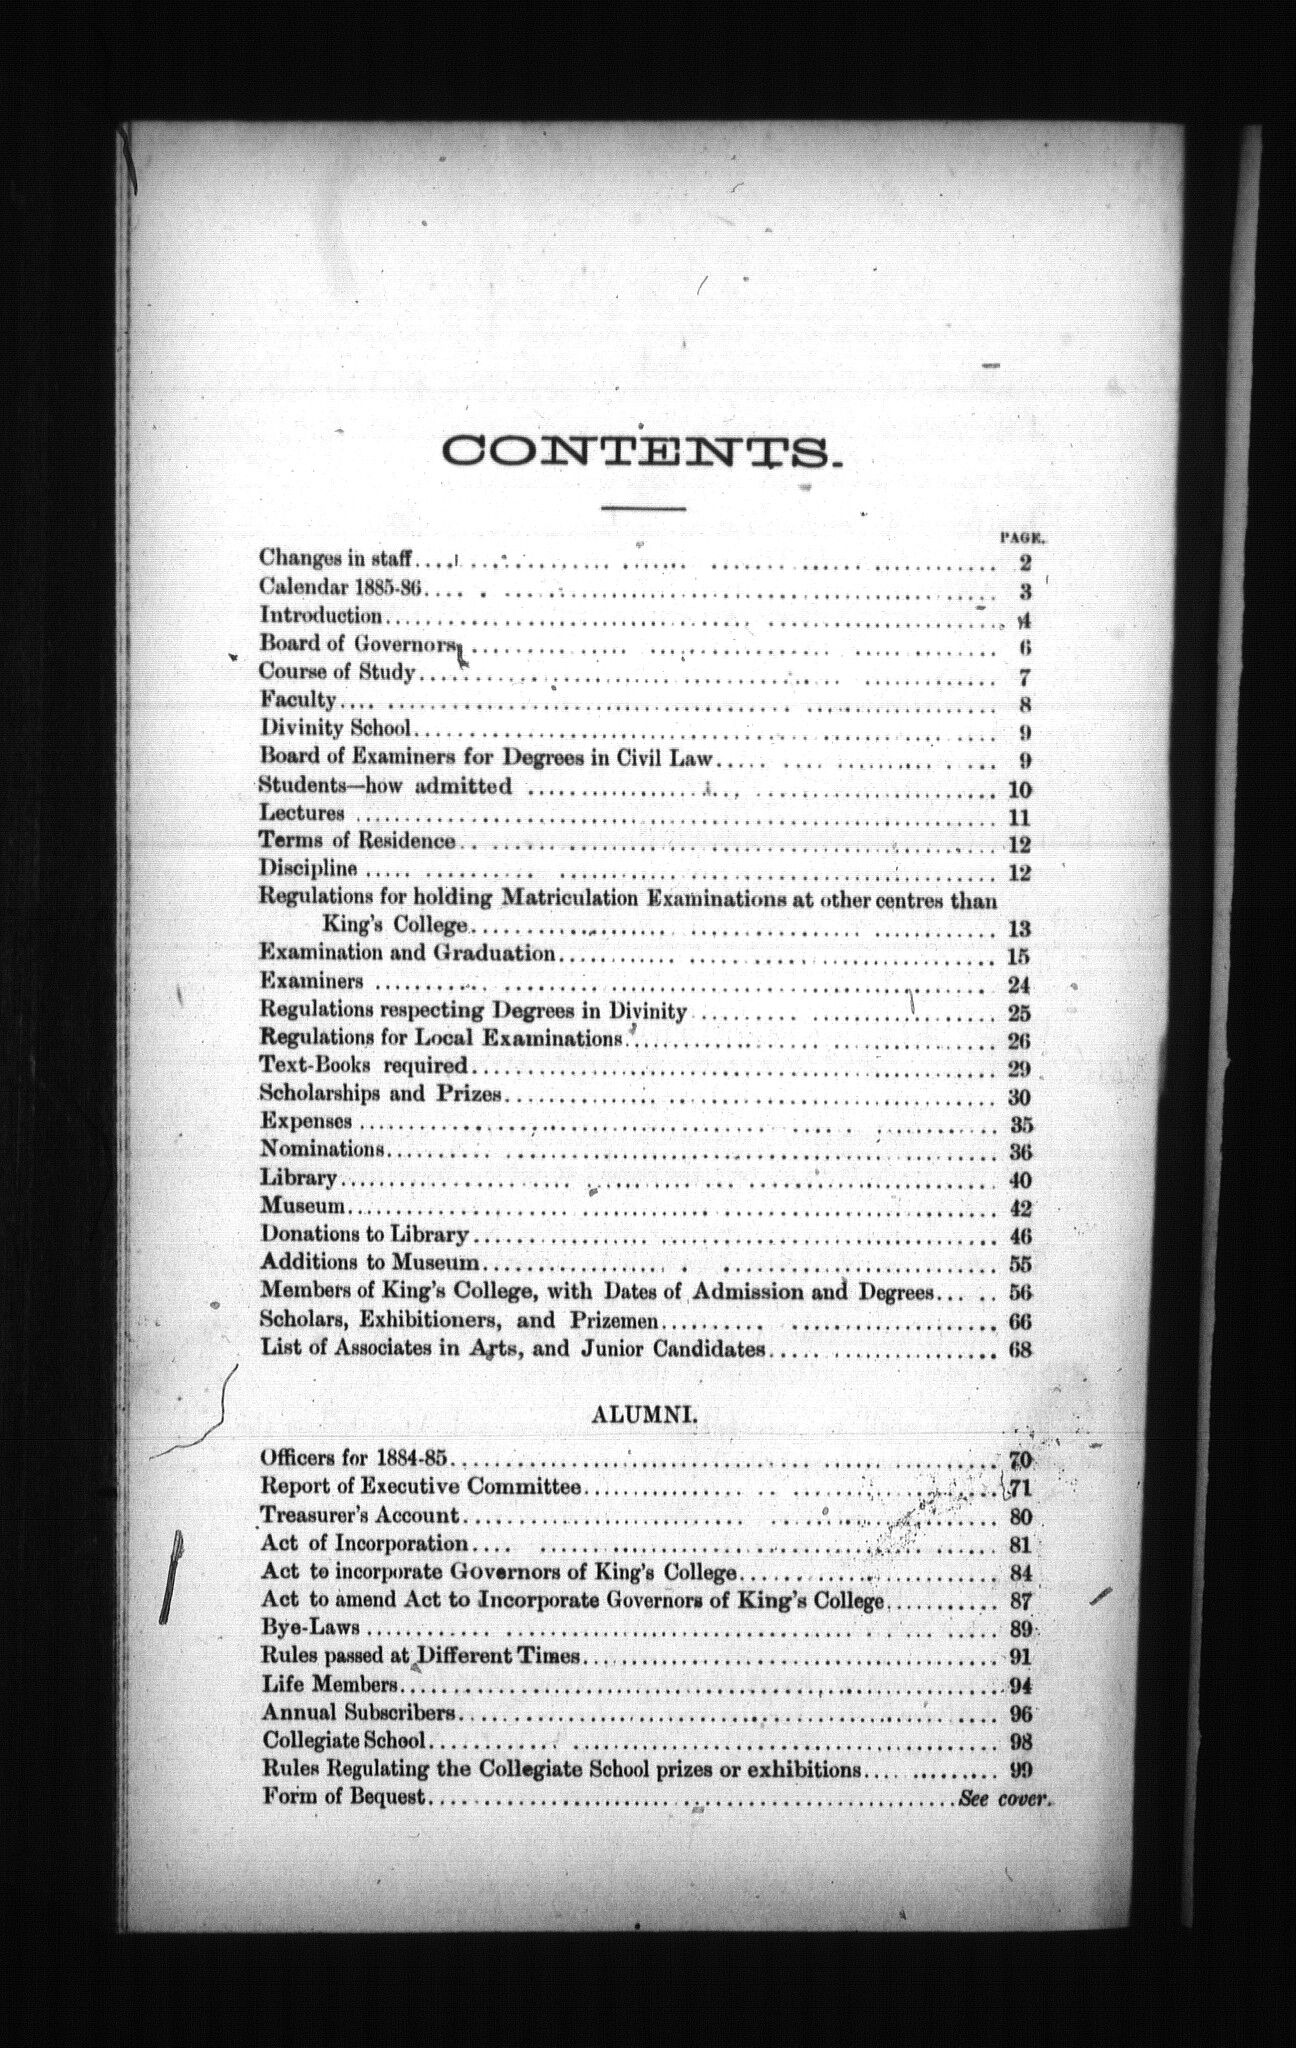 CONTENTS.
PAGE.
Changes in staff.... 2
Calendar 1885-86.... 3
Introduction.... 4
Board of Governors.... 6
Course of Study.... 7
Faculty.... 8
Divinity School.... 9
Board of Examiners for Degrees in Civil Law.... 9
Students—how admitted .... 10
Lectures .... 11
Terms of Residence.... 12
Discipline .... 12
Regulations for holding Matriculation Examinations at other centres than
King's College.... 13
Examination and Graduation.... 15
Examiners .... 24
Regulations respecting Degrees in Divinity .... 25
Regulations for Local Examinations.... 26
Text-Books required.... 29
Scholarships and Prizes.... 30
Expenses .... 35
Nominations.... 36
Library.... 40
Museum.... 42
Donations to Library.... 46
Additions to Museum.... 55
Members of King's College, with Dates of Admission and Degrees.... 56
Scholars, Exhibitioners, and Prizemen.... 66
List of Associates in Arts, and Junior Candidates.... 68
ALUMNI.
Officers for 1884-85.... 70
Report of Executive Committee.... 71
Treasurer's Account.... 80
Act of Incorporation.... 81
Act to incorporate Governors of King's College.... 84
Act to amend Act to Incorporate Governors of King's College.... 87
Bye-Laws .... 89
Rules passed at Different Times.... 91
Life Members.... 94
Annual Subscribers.... 96
Collegiate School.... 98
Rules Regulating the Collegiate School prizes or exhibitions.... 99
Form of Bequest.... See cover.